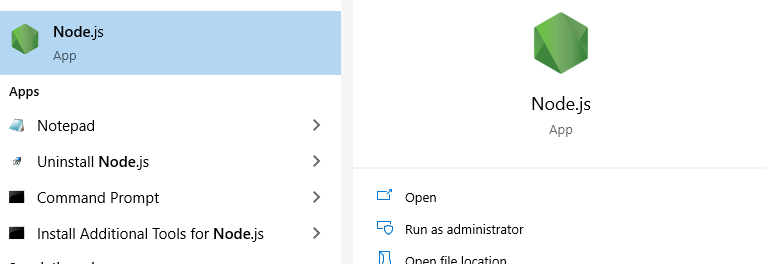 Node.js
App
Apps
Notepad
Uninstall Node.js
Command Prompt
Install Additional Tools for Node.js
Node.js
App
Open
Run as administrator
Open file location